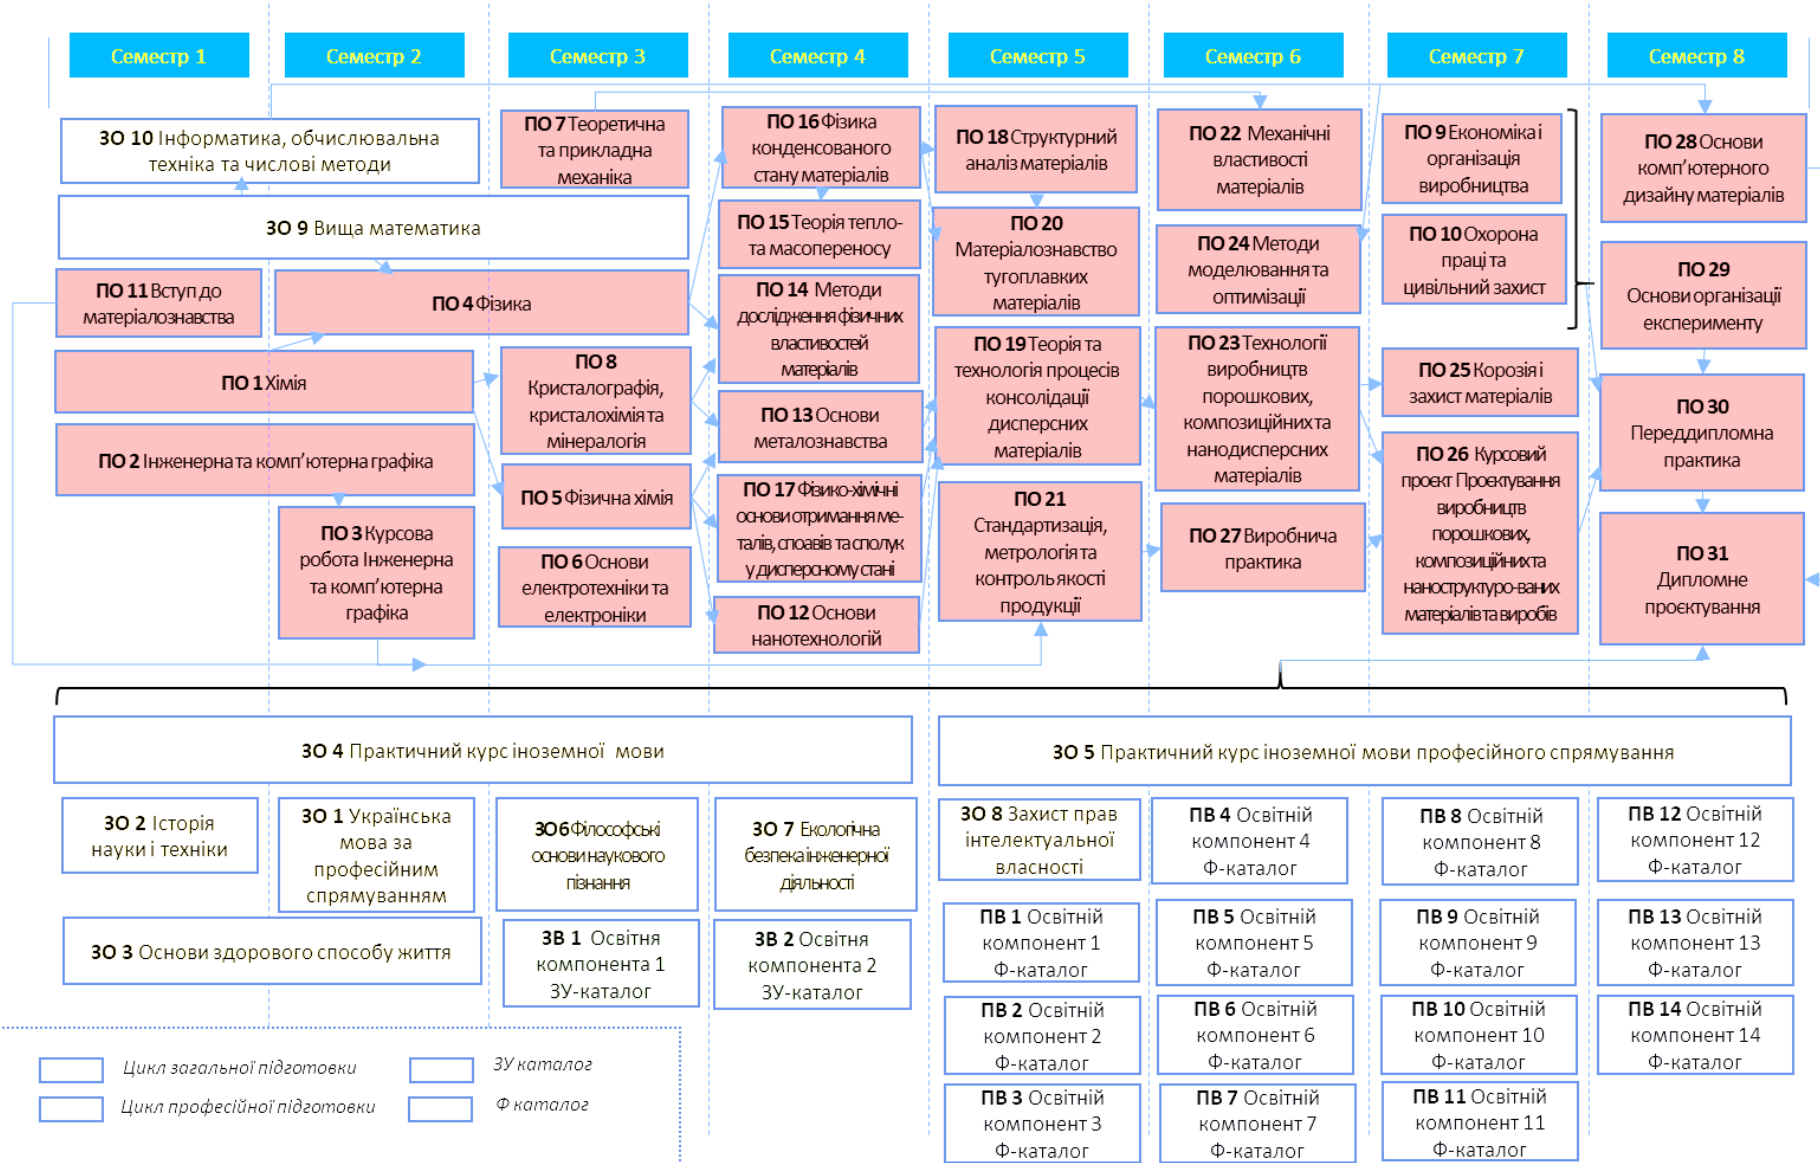 Семестр 1
Семестр 2
Семестр 3
Семестр 4
Семестр 5
Семестр 6
Семестр 7
Семестр 8
ЗО 10 Інформатика, обчислювальна
техніка та числові методи
ЗО 9 Вища математика
ПО 11 Вступ до
матеріалознавства
ПО 4 Фізика
ПО 1 Хімія
ПО 2 Інженерна та комп’ютерна графіка
ПО 3 Курсова
робота Інженерна
та комп’ютерна
графіка
ПО 7 Теоретична
та прикладна
механіка
ПО 8
Кристалографія,
кристалохімія та
мінералогія
ПО 5 Фізична хімія
ПО 6 Основи
електротехніки та
електроніки
ПО 16 Фізика
конденсованого
стану матеріалів
ПО 15 Теорія тепло-
та масопереносу
ПО 14 Методи
дослідження фізичних
властивостей
матеріалів
ПО 13 Основи
металознавства
ПО 17 Фізико-хімічні
основи отримання ме-
талів, споавів та сполук
у дисперсному стані
ПО 12 Основи
нанотехнологій
ПО 18 Структурний
аналіз матеріалів
ПО 20
Матеріалознавство
тугоплавких
матеріалів
ПО 19 Теорія та
технологія процесів
консолідації
дисперсних
матеріалів
ПО 21
Стандартизація,
метрологія та
контроль якості
продукції
ПО 22 Механічні
властивості
матеріалів
ПО 24 Методи
моделювання та
оптимізації
ПО 23 Технології
виробництв
порошкових,
композиційних та
нанодисперсних
матеріалів
ПО 27 Виробнича
практика
ПО 9 Економіка і
організація
виробництва
ПО 10 Охорона
праці та
цивільний захист
ПО 25 Корозія і
захист матеріалів
ПО 26 Курсовий
проєкт Проєктування
виробництв
порошкових,
композиційних та
наноструктуро-ваних
матеріалів та виробів
ПО 28 Основи
комп’ютерного
дизайну матеріалів
ПО 29
Основи організації
експерименту
ПО 30
Переддипломна
практика
ПО 31
Дипломне
проєктування
ЗО 4 Практичний курс іноземної мови
ЗО 5 Практичний курс іноземної мови професійного спрямування
ЗО 2 Історія
науки і техніки
ЗО 1 Українська
мова за
професійним
спрямуванням
ЗО6 Філософські
основи наукового
пізнання
ЗО 7 Екологічна
безпека інженерної
діяльності
ЗО 8 Захист прав
інтелектуальної
власності
ПВ 4 Освітній
компонент 4
Ф-каталог
ПВ 8 Освітній
компонент 8
Ф-каталог
ПВ 12 Освітній
компонент 12
Ф-каталог
ЗО 3 Основи здорового способу життя
ЗВ 1 Освітня
компонента 1
ЗУ-каталог
ЗВ 2 Освітня
компонента 2
ЗУ-каталог
ПВ 1 Освітній
компонент 1
Ф-каталог
ПВ 5 Освітній
компонент 5
Ф-каталог
ПВ 9 Освітній
компонент 9
Ф-каталог
ПВ 13 Освітній
компонент 13
Ф-каталог
ПВ 2 Освітній
компонент 2
Ф-каталог
ПВ 6 Освітній
компонент 6
Ф-каталог
ПВ 10 Освітній
компонент 10
Ф-каталог
ПВ 14 Освітній
компонент 14
Ф-каталог
ПВ 3 Освітній
компонент 3
Ф-каталог
ПВ 7 Освітній
компонент 7
Ф-каталог
ПВ 11 Освітній
компонент 11
Ф-каталог
Цикл загальної підготовки
ЗУ каталог
Цикл професійної підготовки
Ф каталог